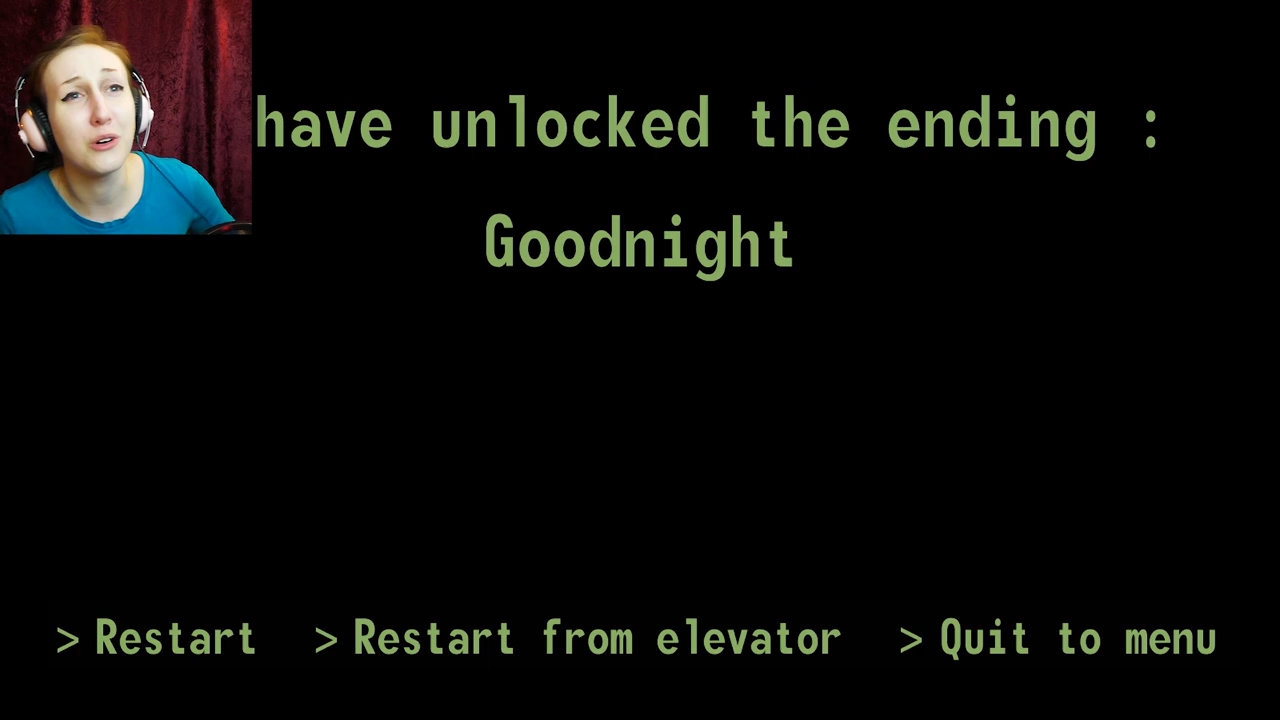 have unlocked the ending :
Goodnight
> Restart > Restart from elevator > Quit to menu